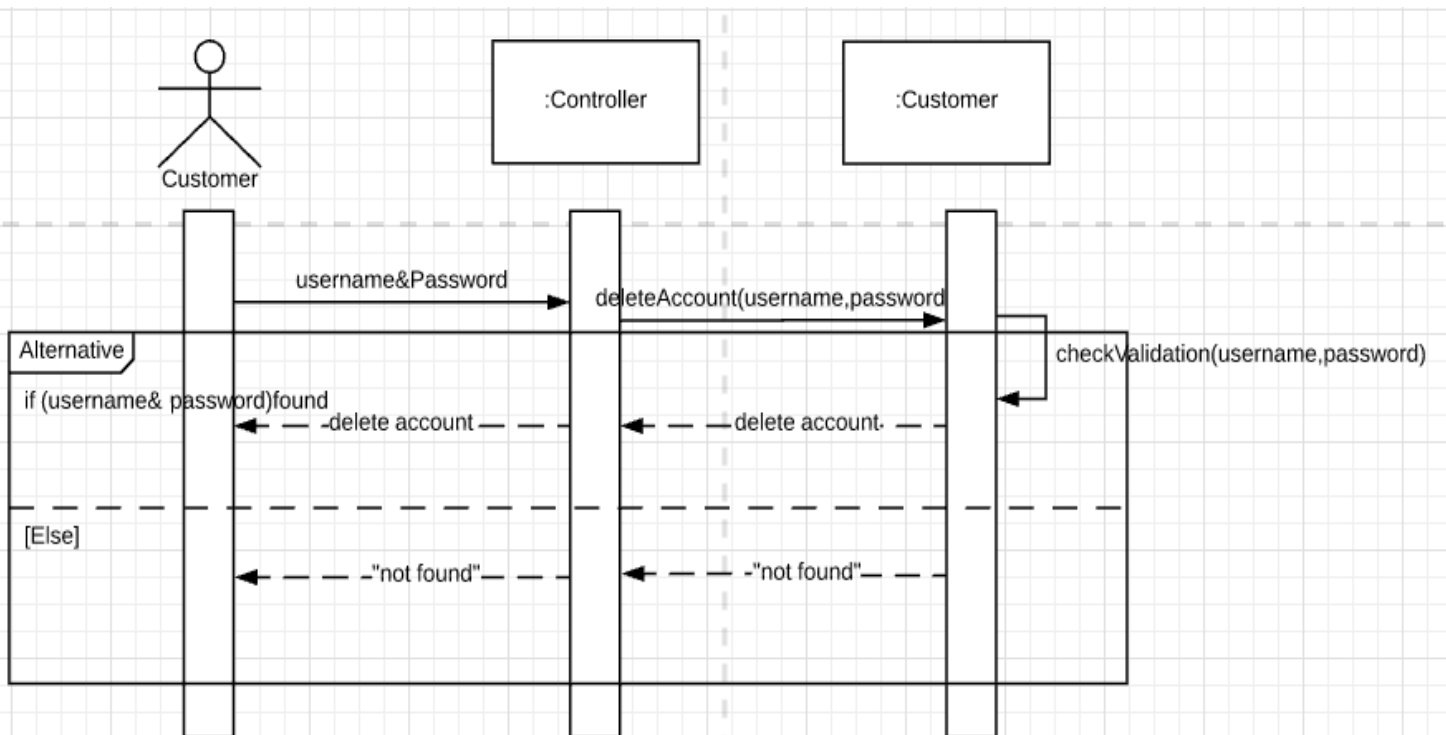 :Controller
:Customer
Customer
username&Password
deleteAccount(username,password
Alternative
checkValidation(username,password)
if (username& password)found
delete account
delete account
[Else]
"not found"
"not found"